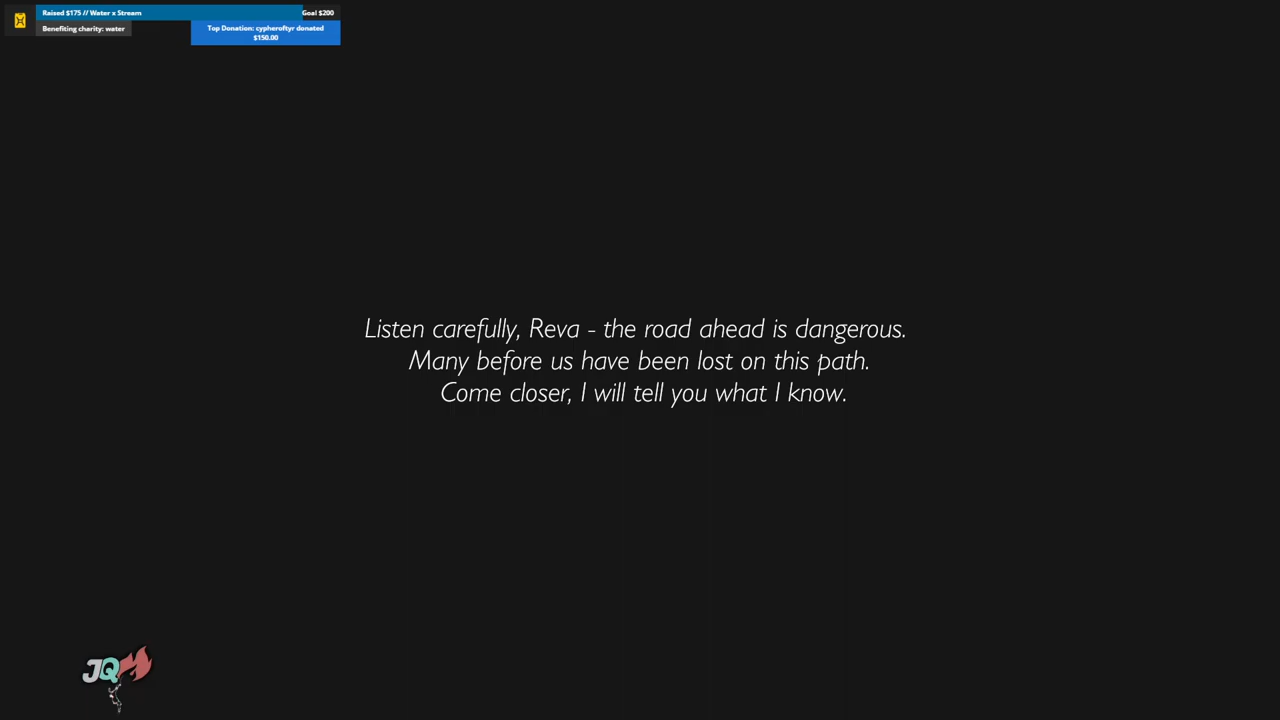 Raised $175 // Water x Stream
Goal $200
Benefiting charity: water
Top Donation: cypheroftyr donated
$150.00
Listen carefully, Reva - the road ahead is dangerous.
Many before us have been lost on this path.
Come closer, I will tell you what I know.
JQM